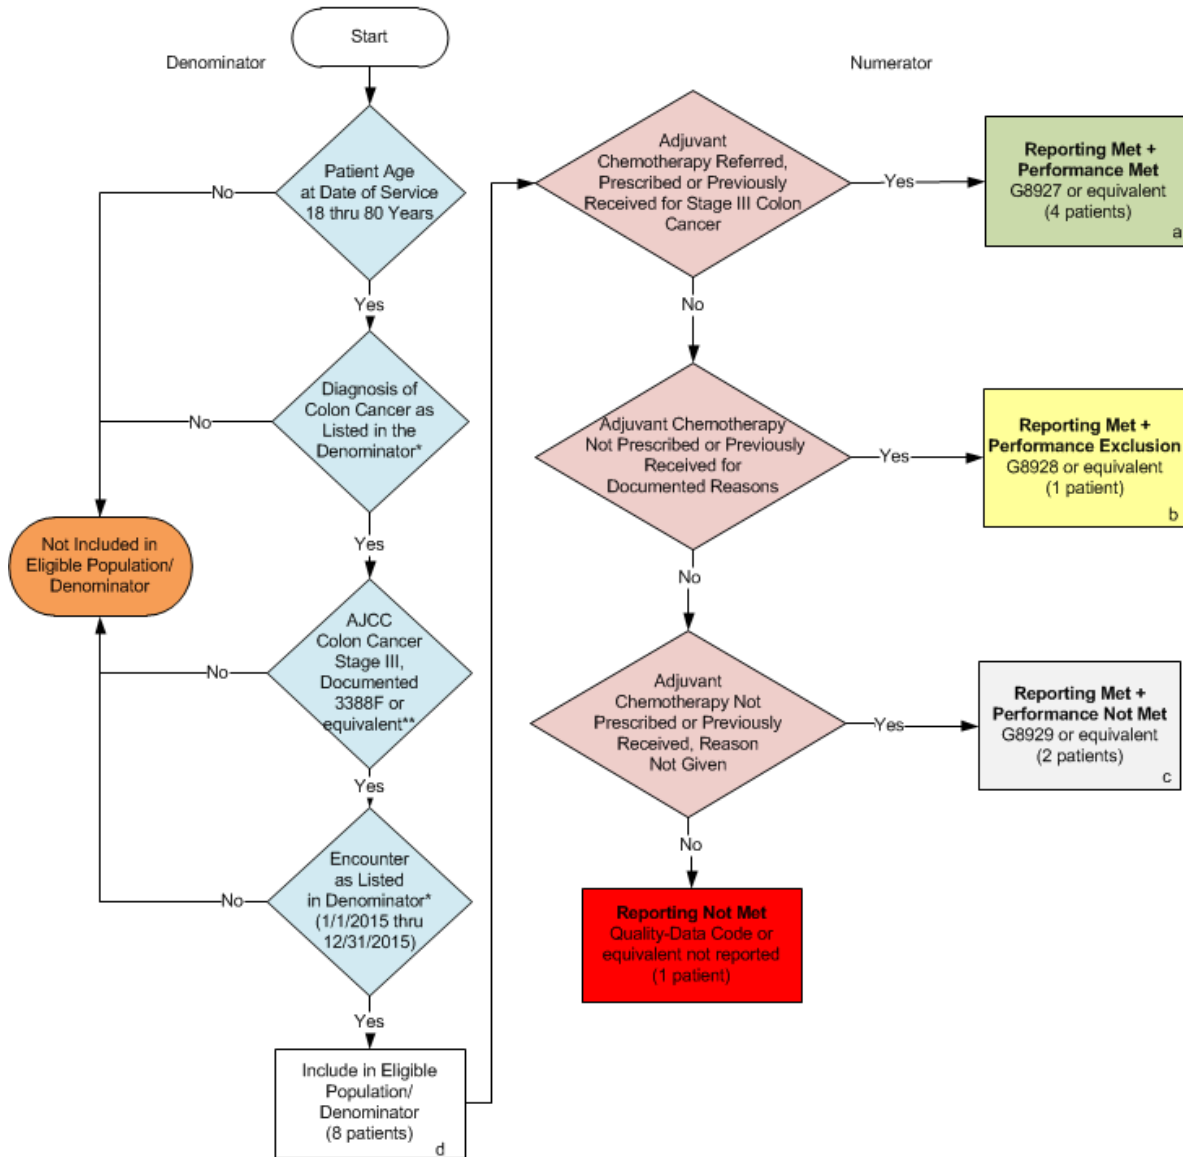 Start
Denominator
Numerator
Patient Age
at Date of Service
18 thru 80 Years
No
Yes
Diagnosis of
Colon Cancer as
Listed in the
Denominator*
No
Yes
Not Included in
Eligible Population/
Denominator
AJCC
Colon Cancer
Stage III,
Documented
3388F or
equivalent**
No
Yes
Encounter
as Listed
in Denominator*
(1/1/2015 thru
12/31/2015)
No
Yes
Include in Eligible
Population/
Denominator
(8 patients)
d
Adjuvant
Chemotherapy Referred,
Prescribed or Previously
Received for Stage III Colon
Cancer
Yes
Reporting Met +
Performance Met
G8927 or equivalent
(4 patients)
a
No
Adjuvant Chemotherapy
Not Prescribed or Previously
Received for
Documented Reasons
Yes
Reporting Met +
Performance Exclusion
G8928 or equivalent
(1 patient)
b
No
Adjuvant
Chemotherapy Not
Prescribed or Previously
Received, Reason
Not Given
Yes
Reporting Met +
Performance Not Met
G8929 or equivalent
(2 patients)
c
No
Reporting Not Met
Quality-Data Code or
equivalent not reported
(1 patient)